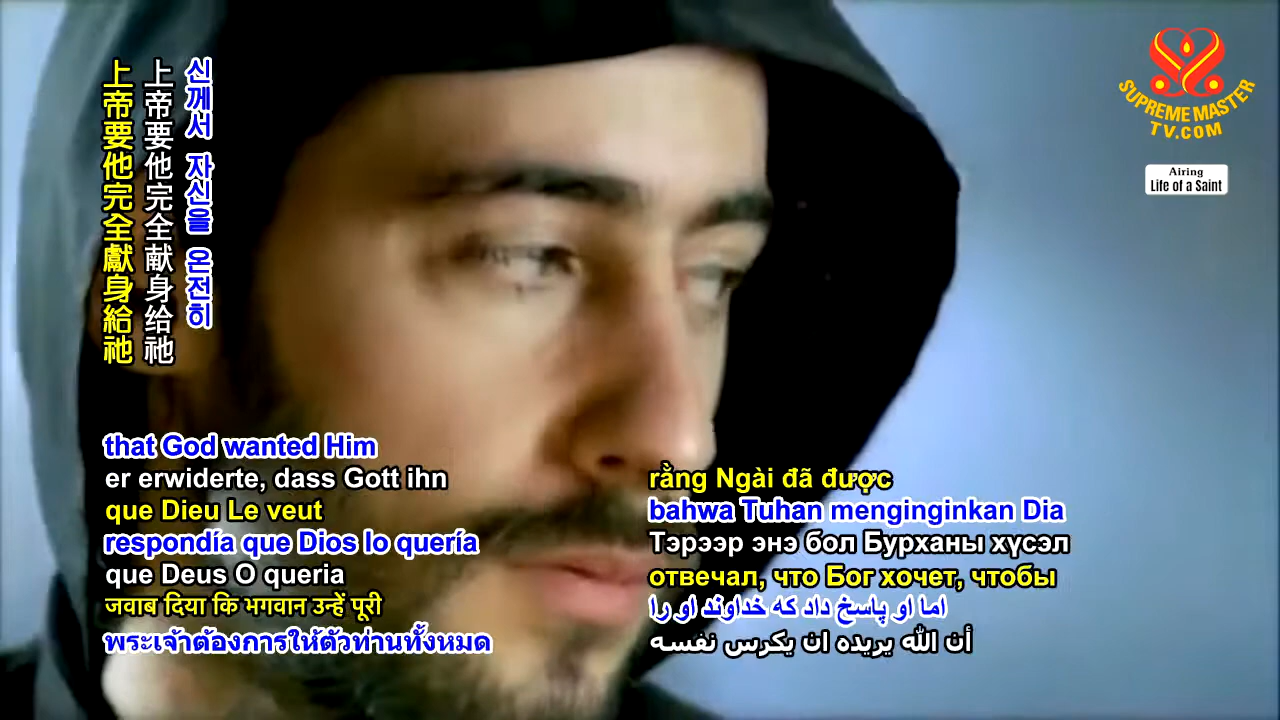 上帝要他完全獻身給祂
上帝要他完全献身给祂
신께서 자신을 온전히
SUPREME MASTER
TV.COM
Airing
Life of a Saint
that God wanted Him
er erwiderte, dass Gott ihn
que Dieu Le veut
respondía que Dios lo quería
que Deus O queria
जवाब दिया कि भगवान उन्हें पूरी
พระเจ้าต้องการให้ตัวท่านทั้งหมด
rằng Ngài đã được
bahwa Tuhan menginginkan Dia
Тэрээр энэ бол Бурханы хүсэл
отвечал, что Бог хочет, чтобы
اما او پاسخ داد که خداوند او را
أن الله يريده ان يكرس نفسه